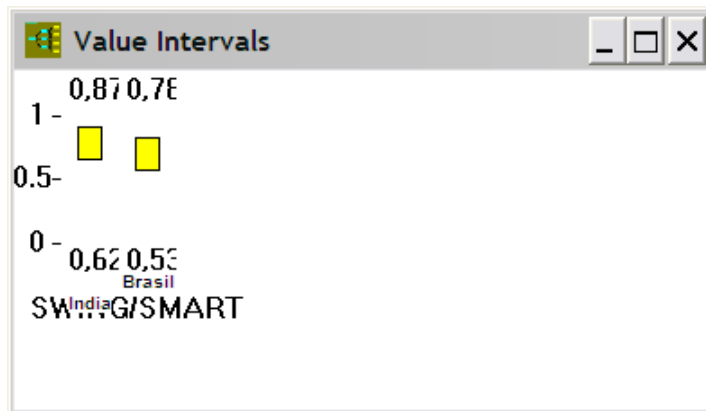 Value Intervals
0,87 0,78
1 -
0.5-
0 -
0,62 0,53
Brasil
India
SWING/SMART